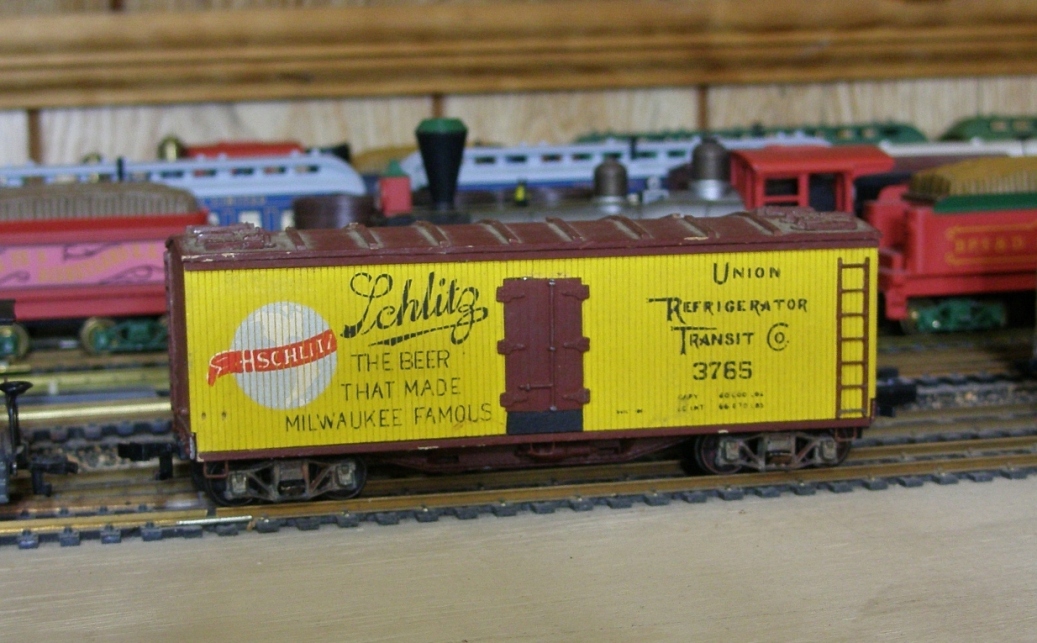 Schlitz
SCHLITZ
THE BEER
THAT MADE
MILWAUKEE FAMOUS
UNION
REFRIGERATOR
TRANSIT CO.
3765